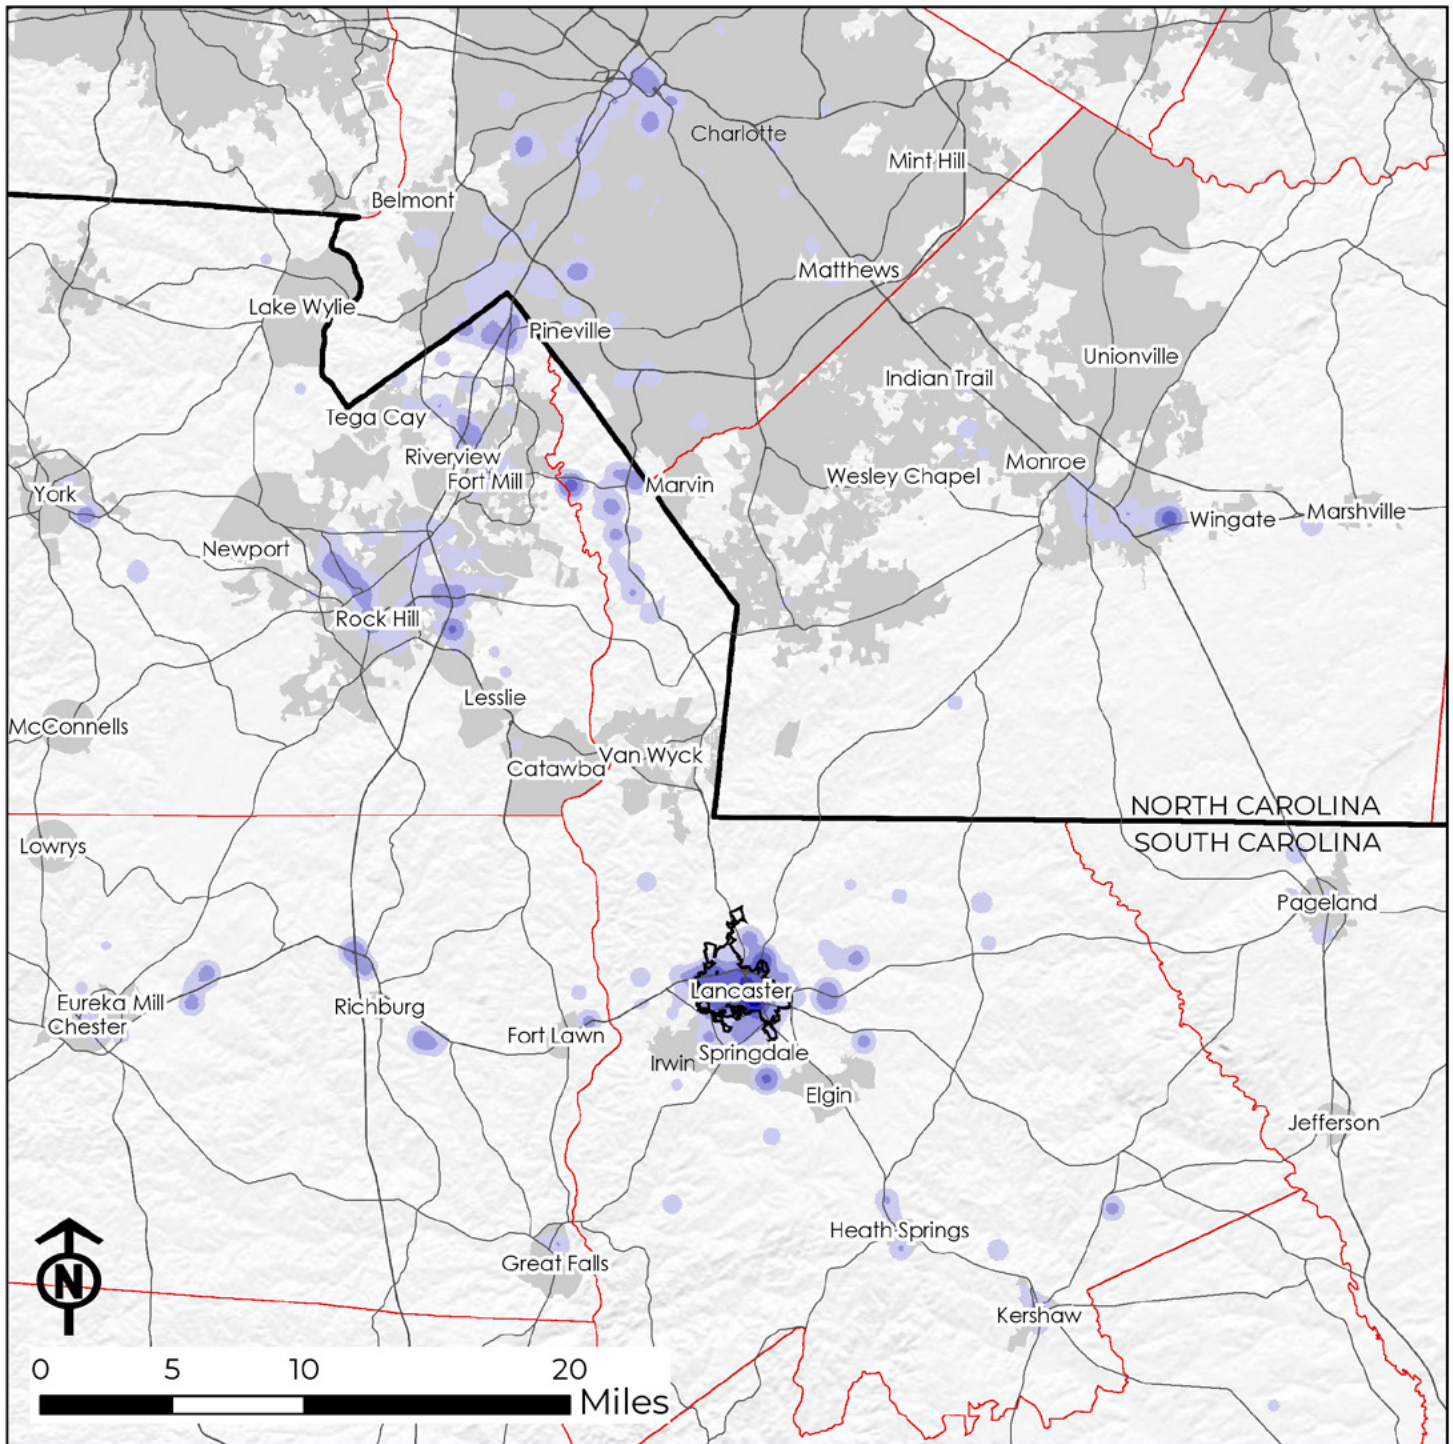 Charlotte
Mint Hill
Belmont
Matthews
Lake Wylie
Pineville
Unionville
Indian Trail
Tega Cay
Riverview
Fort Mill
Monroe
Wesley Chapel
Marvin
York
Wingate
Marshville
Newport
Rock Hill
Lesslie
McConnells
Van Wyck
Catawba
NORTH CAROLINA
SOUTH CAROLINA
Lowrys
Pageland
Lancaster
Eureka Mill
Chester
Richburg
Fort Lawn
Springdale
Irwin
Elgin
Jefferson
Heath Springs
Great Falls
Kershaw
N
0 5 10 20
Miles